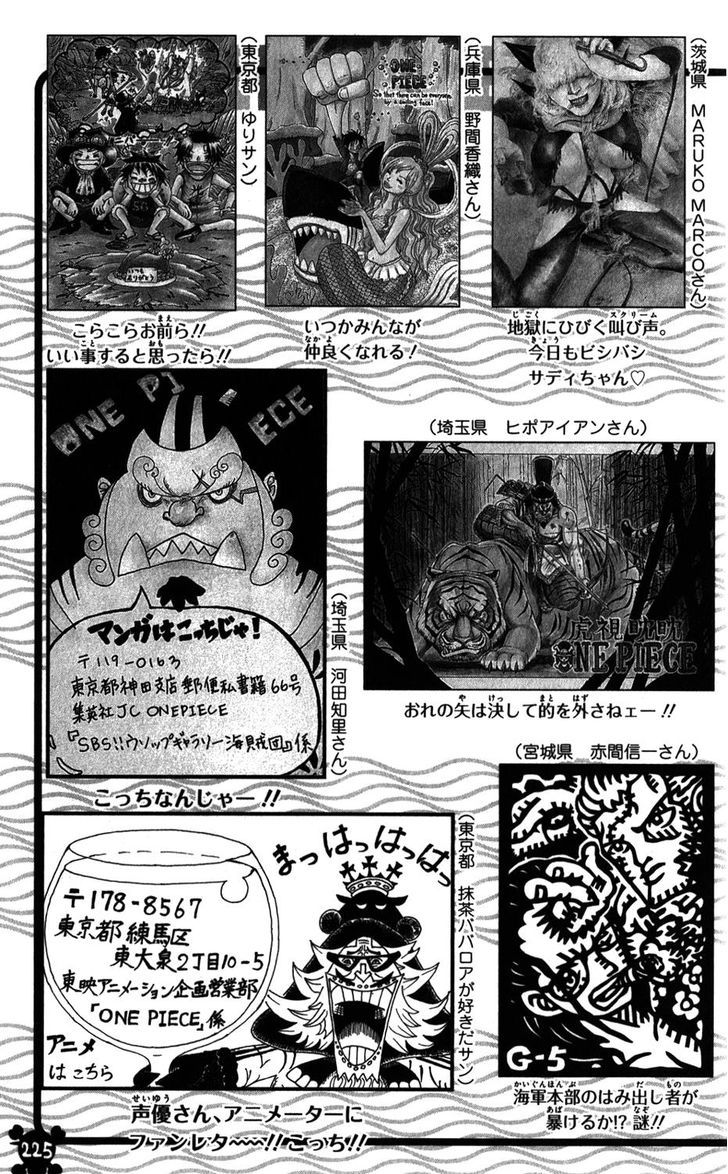 (茨城県 MARUKO MARCOさん)
地獄にひびく叫び声。
今日もビシバシ
サディちゃん♡
(兵庫県 野間香織さん)
ONE
PIECE
So that there can be everyone
by a smiling face!
いつかみんなが
仲良くなれる!
(東京都 ゆりサン)
いつも
ありがとう
こらこらお前ら!!
いい事すると思ったら!!
(埼玉県 ヒポアイアンさん)
虎視眈眈
ONE PIECE
おれの矢は決して的を外さねェー!!
(埼玉県 河田知里さん)
ONE PIECE
マンガはこっちじゃ!
〒119-0163
東京都神田支店郵便私書箱66号
集英社JC ONEPIECE
『SBS!!ウソップギャラリー海賊団』係
こっちなんじゃー!!
(宮城県 赤間信一さん)
G-5
海軍本部のはみ出し者が
暴けるか!?謎!!
(東京都 抹茶ババロアが好きだサン)
まっはっはっはっ
〒178-8567
東京都練馬区
東大泉2丁目10-5
東映アニメーション企画営業部
「ONE PIECE」係
アニメ
はこちら
声優さん、アニメーターに
ファンレタ〜〜!!こっち!!
225